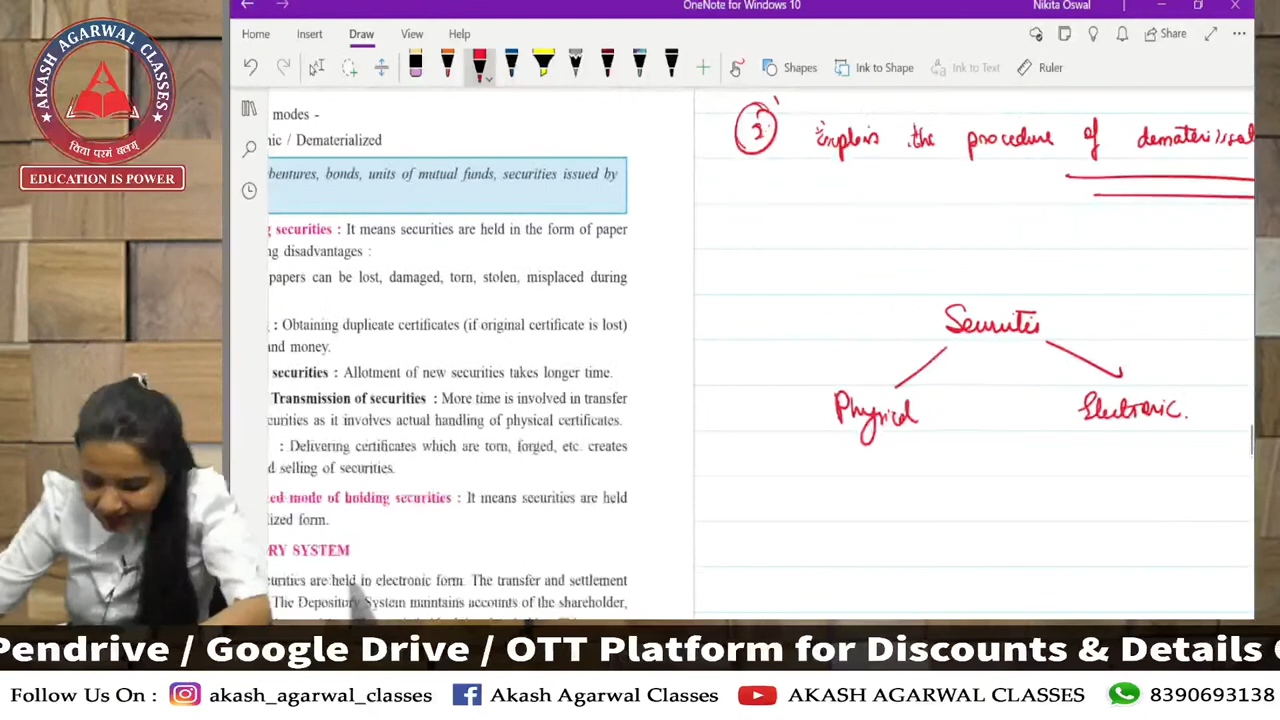 AKASH AGARWAL CLASSES
विद्या परमं बलम्
EDUCATION IS POWER
OneNote for Windows 10
Nikita Oswal
Home Insert Draw View Help
Share
Shapes Ink to Shape Ink to Text Ruler
modes -
nic / Dematerialized
bentures, bonds, units of mutual funds, securities issued by
g securities : It means securities are held in the form of paper
ng disadvantages :
papers can be lost, damaged, torn, stolen, misplaced during
: Obtaining duplicate certificates (if original certificate is lost)
and money.
securities : Allotment of new securities takes longer time.
Transmission of securities : More time is involved in transfer
curities as it involves actual handling of physical certificates.
: Delivering certificates which are torn, forged, etc. creates
d selling of securities.
ed mode of holding securities : It means securities are held
lized form.
RY SYSTEM
curities are held in electronic form. The transfer and settlement
The Depository System maintains accounts of the shareholder,
2 Explain the procedure of
Securities
Physical Electronic.
Pendrive / Google Drive / OTT Platform for Discounts & Details
Follow Us On : akash_agarwal_classes Akash Agarwal Classes AKASH AGARWAL CLASSES 8390693138